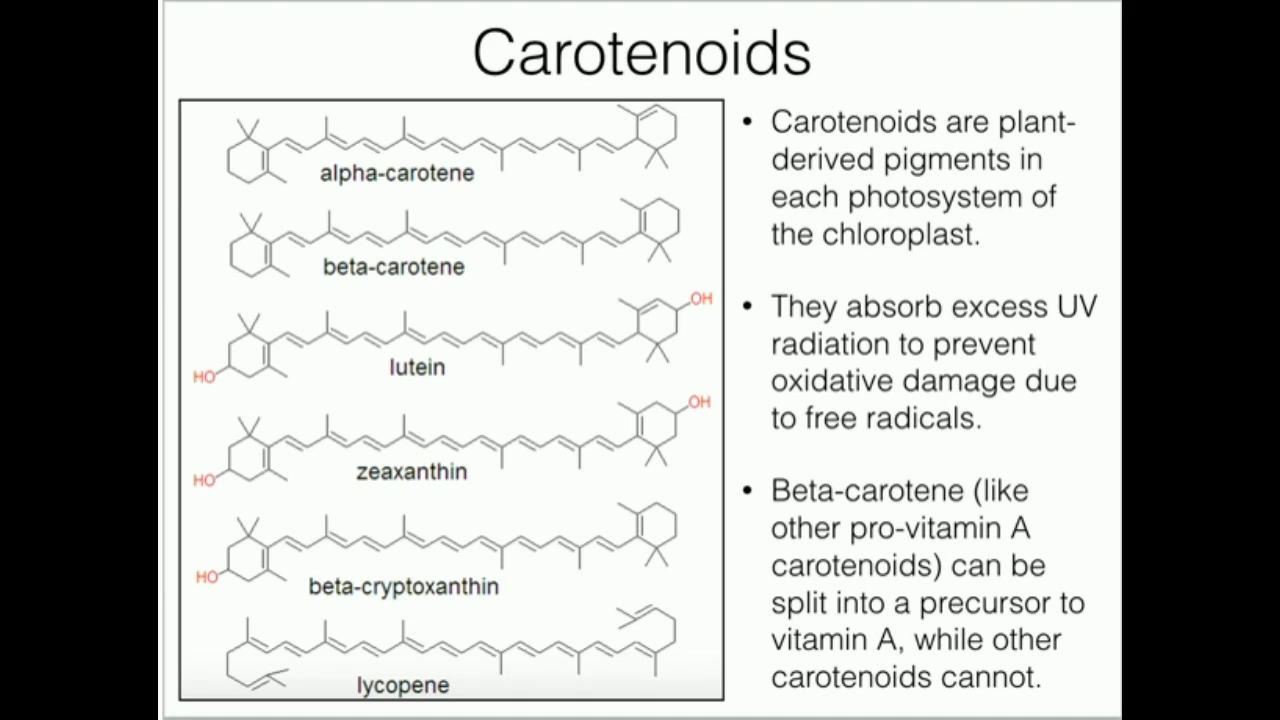 Carotenoids
alpha-carotene
beta-carotene
OH
lutein
HO
OH
zeaxanthin
HO
beta-cryptoxanthin
HO
lycopene
• Carotenoids are plant-
derived pigments in
each photosystem of
the chloroplast.
• They absorb excess UV
radiation to prevent
oxidative damage due
to free radicals.
• Beta-carotene (like
other pro-vitamin A
carotenoids) can be
split into a precursor to
vitamin A, while other
carotenoids cannot.